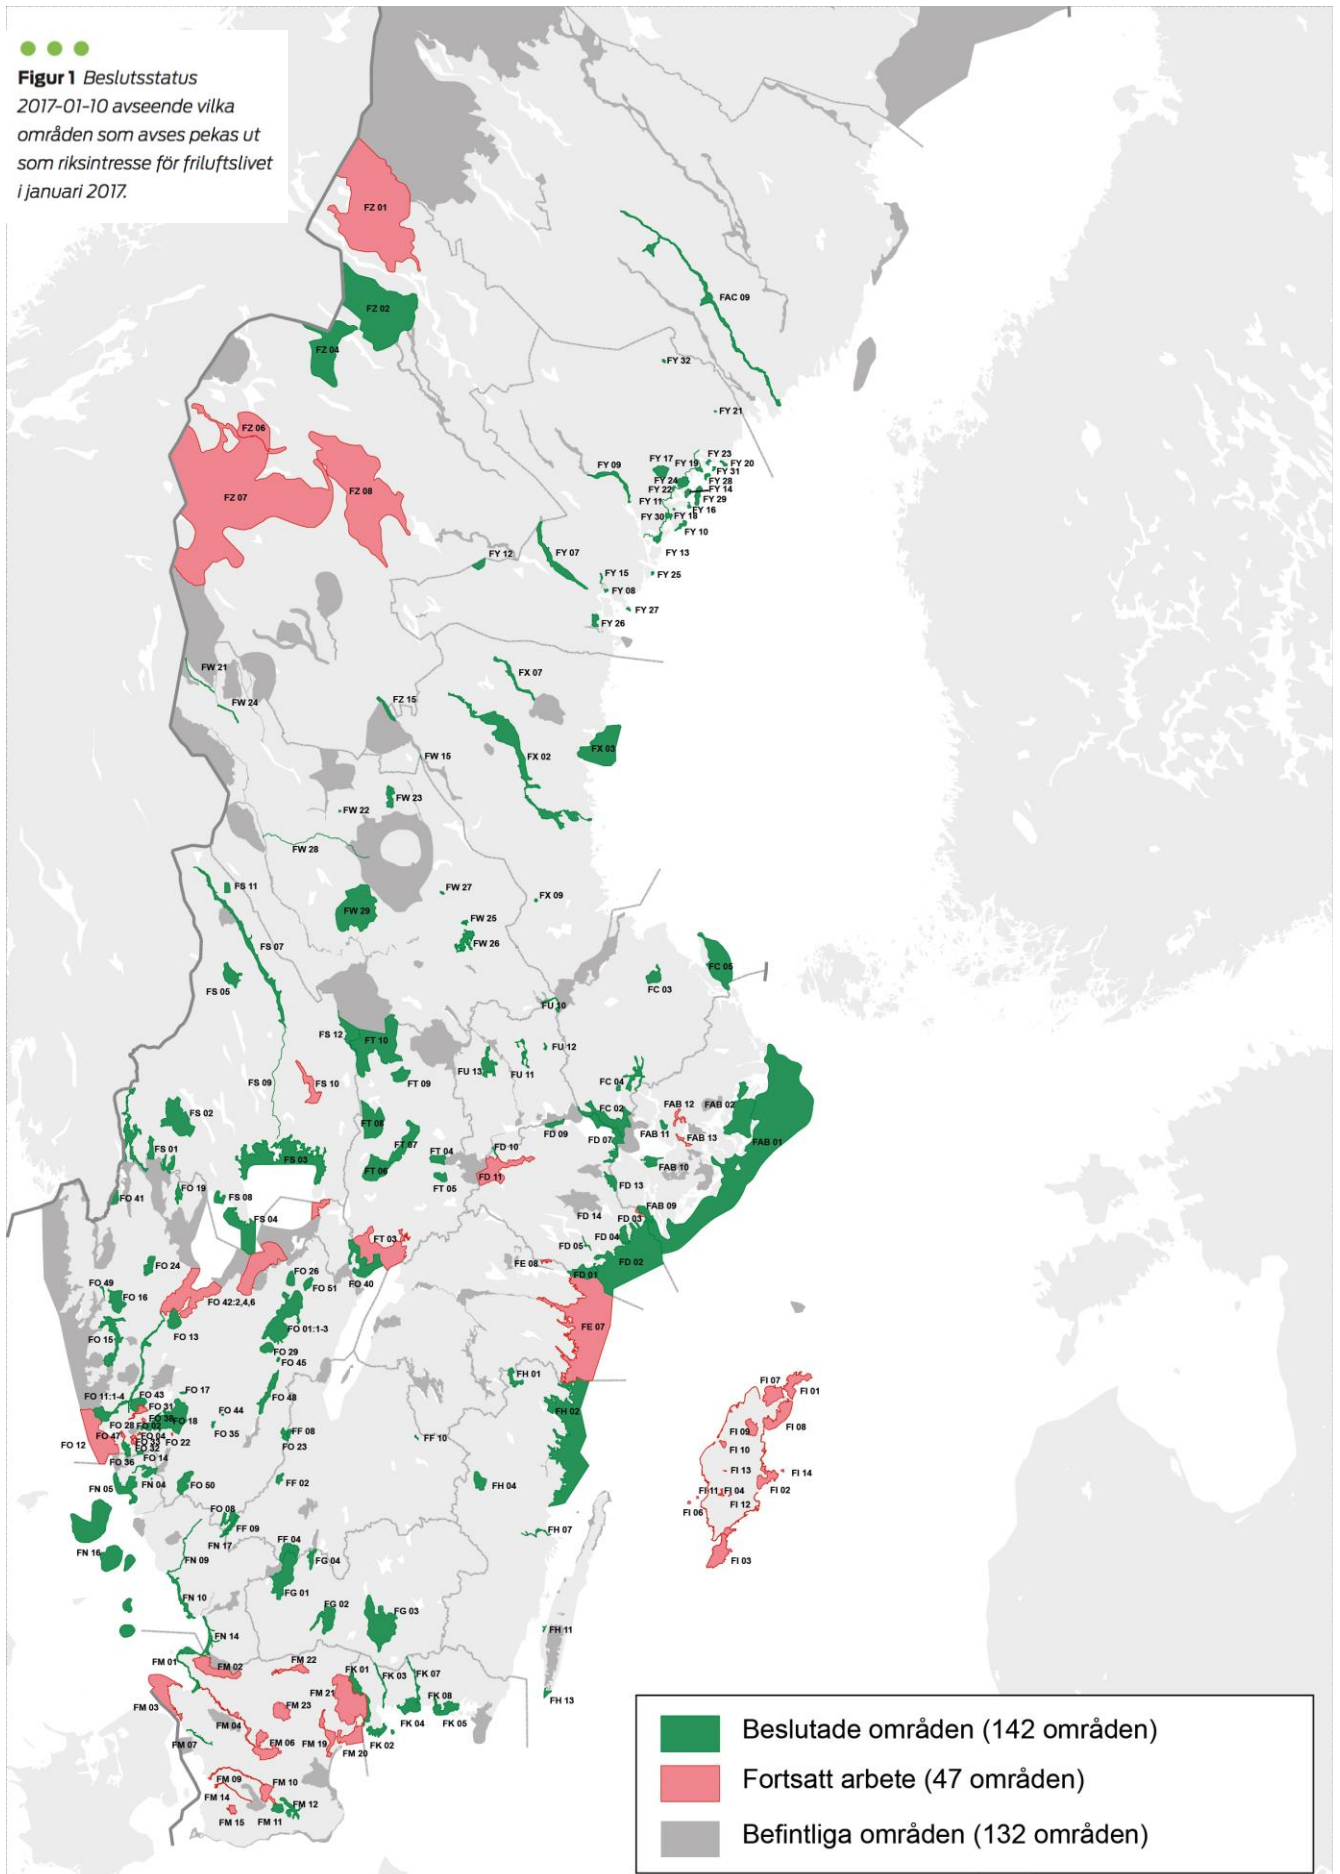 Figur 1 Beslutsstatus
2017-01-10 avseende vilka
områden som avses pekas ut
som riksintresse för friluftslivet
i januari 2017.
FZ 01
FAC 09
FZ 02
FZ 04
FY 32
FY 21
FZ 06
FZ 07
FZ 08
FY 09
FY 17
FY 19
FY 23
FY 20
FY 31
FY 24
FY 28
FY 22
FY 14
FY 11
FY 29
FY 16
FY 30
FY 18
FY 10
FY 13
FY 12
FY 07
FY 15
FY 25
FY 08
FY 27
FY 26
FW 21
FX 07
FW 24
FZ 15
FX 03
FX 02
FW 15
FW 23
FW 22
FW 28
FS 11
FW 27
FX 09
FW 29
FW 25
FW 26
FS 07
FS 05
FC 05
FC 03
FU 10
FS 12
FT 10
FU 12
FU 13
FU 11
FS 09
FS 10
FT 09
FC 04
FS 02
FC 02
FAB 12
FAB 02
FT 08
FD 09
FAB 11
FAB 13
FAB 01
FD 07
FT 07
FS 01
FS 03
FT 04
FD 10
FT 06
FAB 10
FT 05
FD 11
FD 13
FO 41
FO 19
FS 08
FAB 09
FS 04
FD 14
FD 03
FD 04
FT 03
FD 05
FE 08
FD 02
FD 01
FO 24
FO 26
FO 40
FO 49
FO 51
FO 16
FO 42:2,4,6
FO 13
FO 01:1-3
FE 07
FO 15
FO 29
FO 45
FH 01
FI 07
FI 01
FO 11:1-4
FO 43
FO 17
FO 48
FO 31
FO 44
FH 02
FO 38
FO 28
FO 02
FO 18
FO 35
FI 08
FI 09
FO 47
FO 04
FO 22
FF 08
FF 10
FO 12
FO 33
FO 32
FO 23
FI 10
FO 36
FO 14
FI 13
FI 14
FN 05
FN 04
FO 50
FF 02
FH 04
FI 02
FI 11
FI 04
FI 06
FI 12
FO 08
FF 09
FH 07
FN 16
FN 17
FF 04
FN 09
FG 04
FI 03
FG 01
FN 10
FG 02
FG 03
FN 14
FH 11
FM 01
FM 02
FM 22
FK 01
FK 03
FK 07
FM 21
FH 13
FM 03
FM 23
FK 08
FM 04
FK 04
FK 05
FM 07
FM 06
FM 19
FK 02
FM 20
FM 09
FM 10
FM 14
FM 12
FM 15
FM 11
Beslutade områden (142 områden)
Fortsatt arbete (47 områden)
Befintliga områden (132 områden)